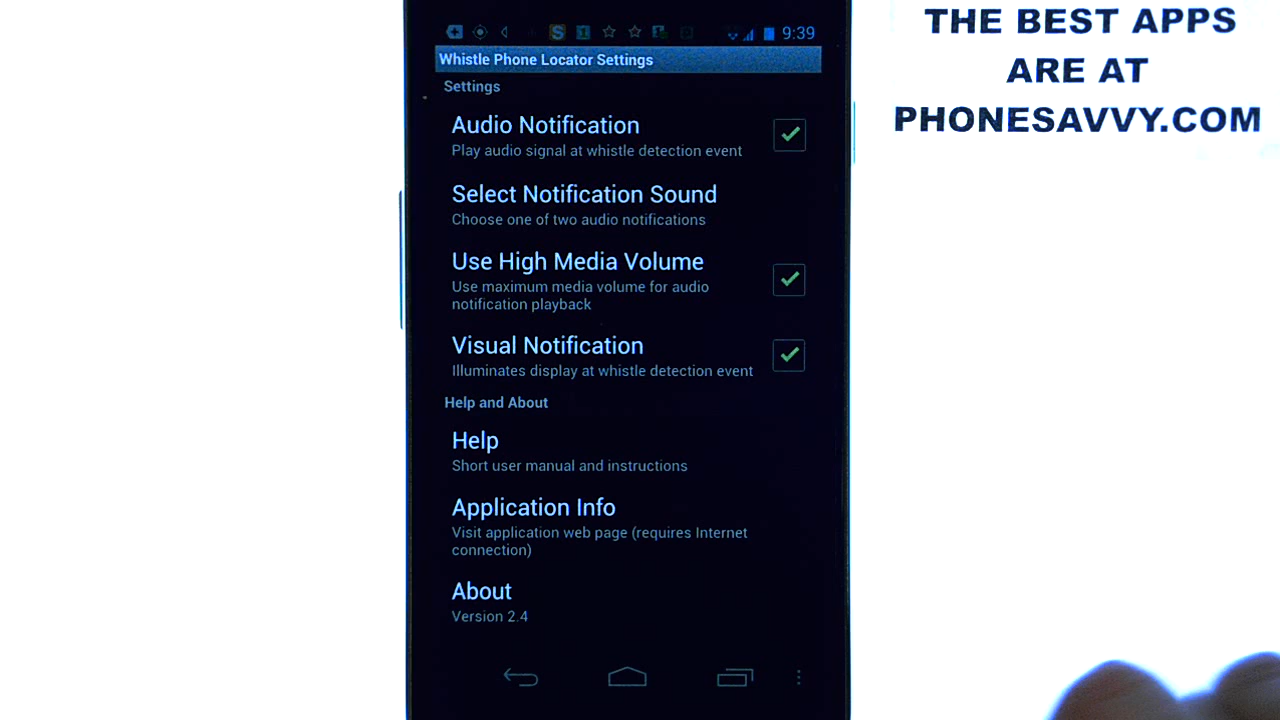 THE BEST APPS
ARE AT
PHONESAVVY.COM
9:39
Whistle Phone Locator Settings
Settings
Audio Notification
Play audio signal at whistle detection event
Select Notification Sound
Choose one of two audio notifications
Use High Media Volume
Use maximum media volume for audio
notification playback
Visual Notification
Illuminates display at whistle detection event
Help and About
Help
Short user manual and instructions
Application Info
Visit application web page (requires Internet
connection)
About
Version 2.4